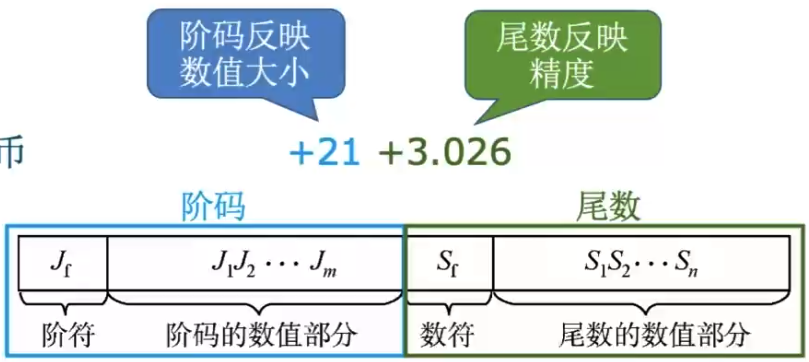 阶码反映
数值大小
尾数反映
精度
币 +21 +3.026
阶码 尾数
J_f J_1J_2 ⋯ J_m S_f S_1S_2⋯S_n
阶符 阶码的数值部分 数符 尾数的数值部分